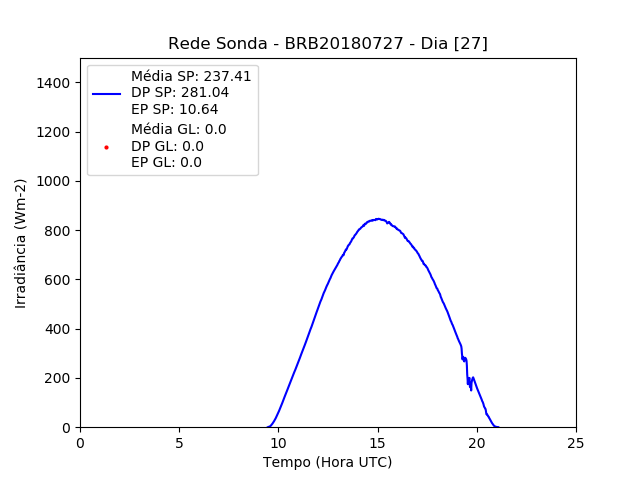 Rede Sonda - BRB20180727 - Dia [27]
Média SP: 237.41
DP SP: 281.04
EP SP: 10.64
Média GL: 0.0
DP GL: 0.0
EP GL: 0.0
1400
1200
1000
800
600
400
200
0
Irradiância (Wm-2)
0 5 10 15 20 25
Tempo (Hora UTC)